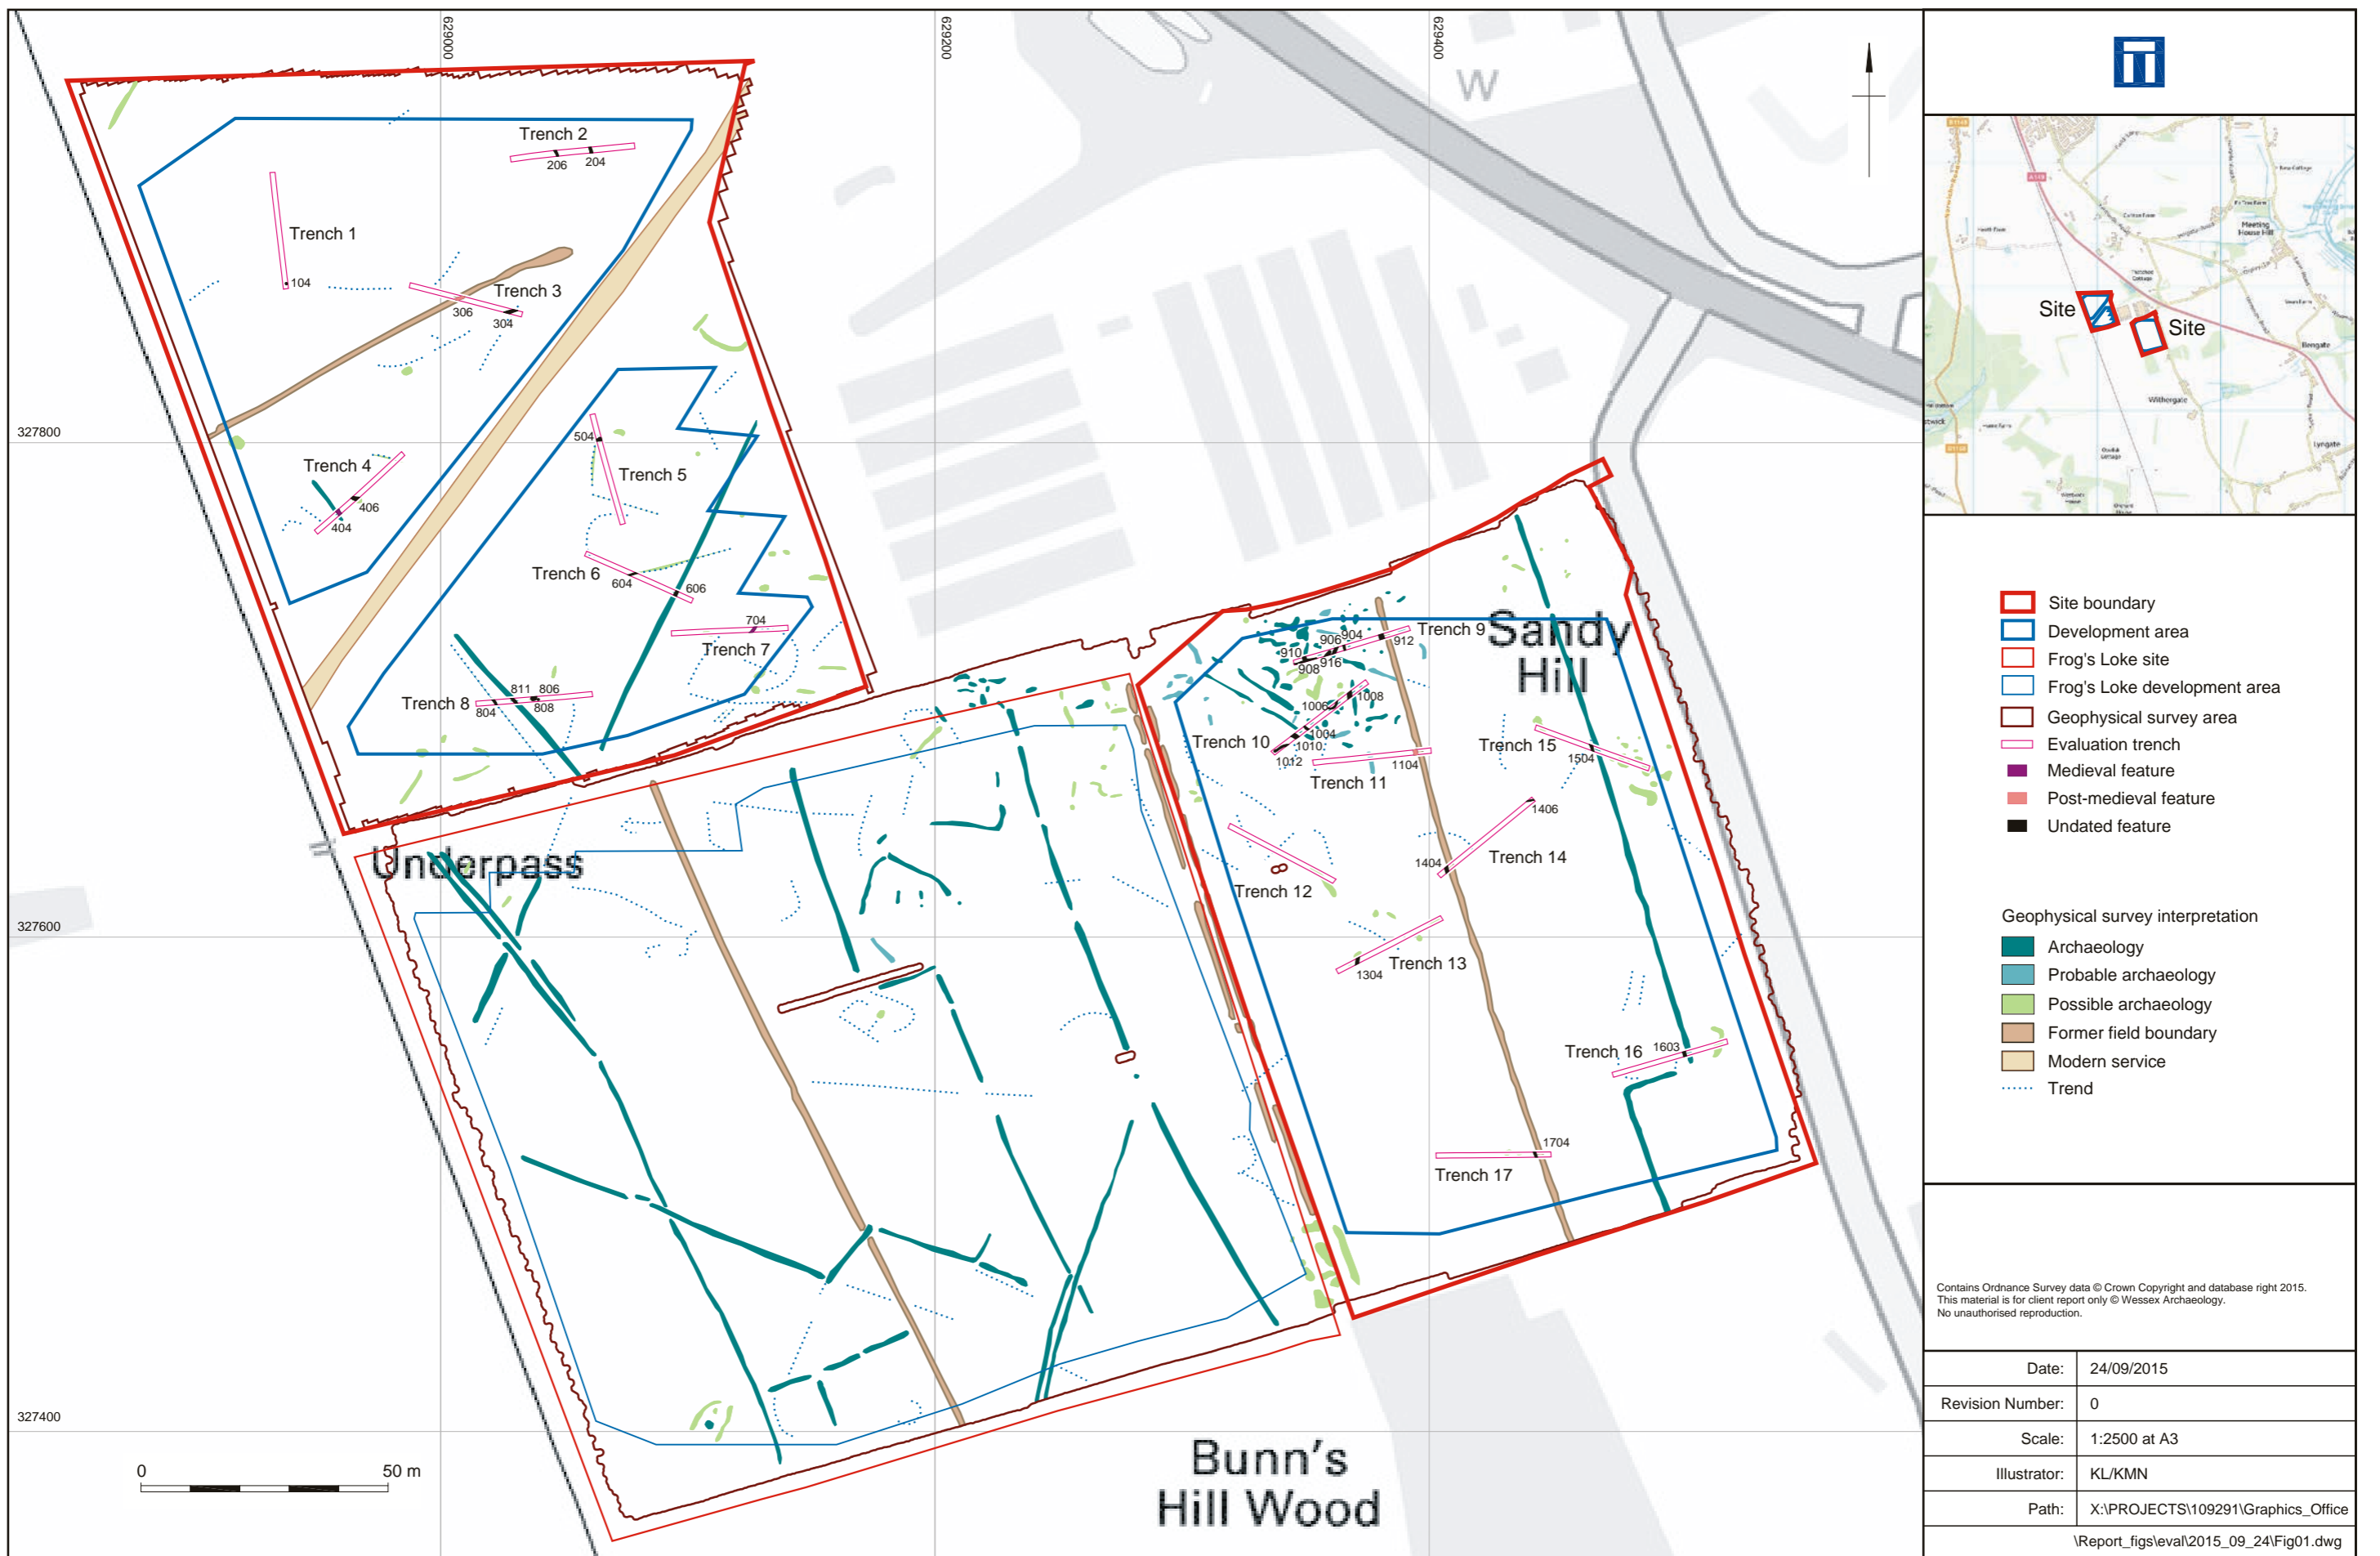 629000
629200
629400
W
Trench 2
206
204
Trench 1
104
Trench 3
306
304
327800
Trench 4
406
404
504
Trench 5
Trench 6
604
606
704
Trench 7
Trench 8
804
811
806
808
Underpass
327600
327400
0
50 m
Sandy
Hill
Trench 9
904
906
910
912
908
916
1008
1006
1004
Trench 10
1010
1012
Trench 11
1104
Trench 15
1504
1406
Trench 14
1404
Trench 12
Trench 13
1304
Trench 16
1603
1704
Trench 17
Bunn's
Hill Wood
A149
Meeting
House Hill
Site
Site
Bengate
Withergate
Lyngate
Site boundary
Development area
Frog's Loke site
Frog's Loke development area
Geophysical survey area
Evaluation trench
Medieval feature
Post-medieval feature
Undated feature
Geophysical survey interpretation
Archaeology
Probable archaeology
Possible archaeology
Former field boundary
Modern service
Trend
Contains Ordnance Survey data © Crown Copyright and database right 2015.
This material is for client report only © Wessex Archaeology.
No unauthorised reproduction.
Date: 24/09/2015
Revision Number: 0
Scale: 1:2500 at A3
Illustrator: KL/KMN
Path: X:\PROJECTS\109291\Graphics_Office
\Report_figs\eval\2015_09_24\Fig01.dwg